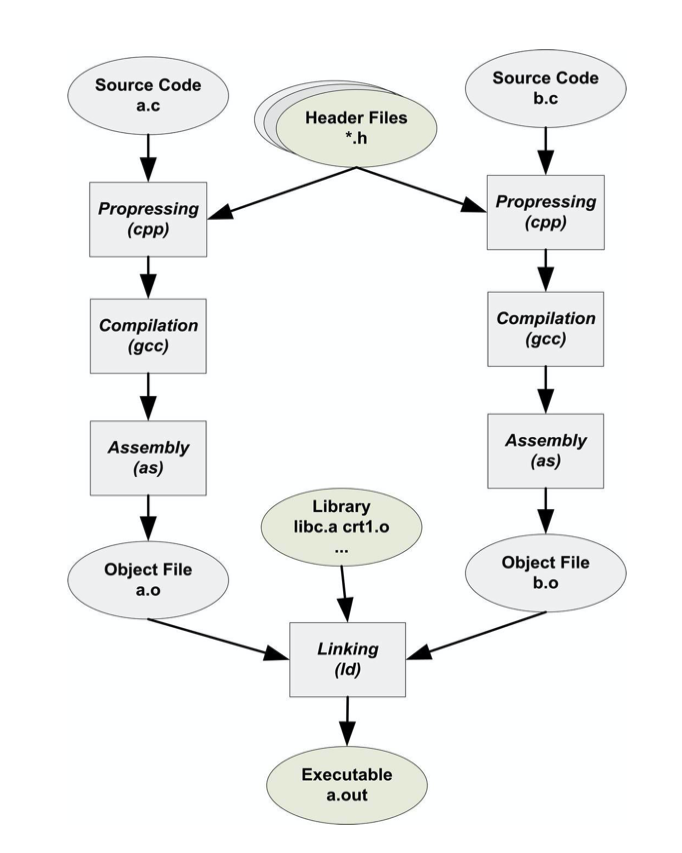 Source Code
a.c
Header Files
*.h
Source Code
b.c
Propressing
(cpp)
Propressing
(cpp)
Compilation
(gcc)
Compilation
(gcc)
Assembly
(as)
Assembly
(as)
Library
libc.a crt1.o
...
Object File
a.o
Object File
b.o
Linking
(ld)
Executable
a.out